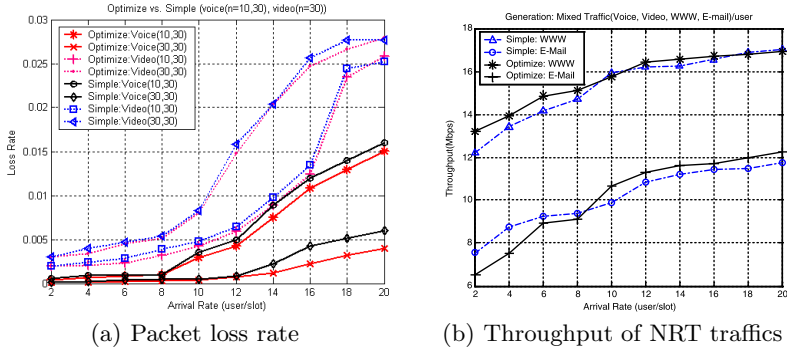 Optimize vs. Simple (voice(n=10,30), video(n=30))
0.03
0.025
0.02
0.015
0.01
0.005
0
Loss Rate
Optimize:Voice(10,30)
Optimize:Voice(30,30)
Optimize:Video(10,30)
Optimize:Video(30,30)
Simple:Voice(10,30)
Simple:Voice(30,30)
Simple:Video(10,30)
Simple:Video(30,30)
2 4 6 8 10 12 14 16 18 20
Arrival Rate (user/slot)
(a) Packet loss rate
Generation: Mixed Traffic(Voice, Video, WWW, E-mail)/user
18
16
14
12
10
8
6
Throughput(Mbps)
Simple: WWW
Simple: E-Mail
Optimize: WWW
Optimize: E-Mail
2 4 6 8 10 12 14 16 18 20
Arrival Rate (user/slot)
(b) Throughput of NRT traffics